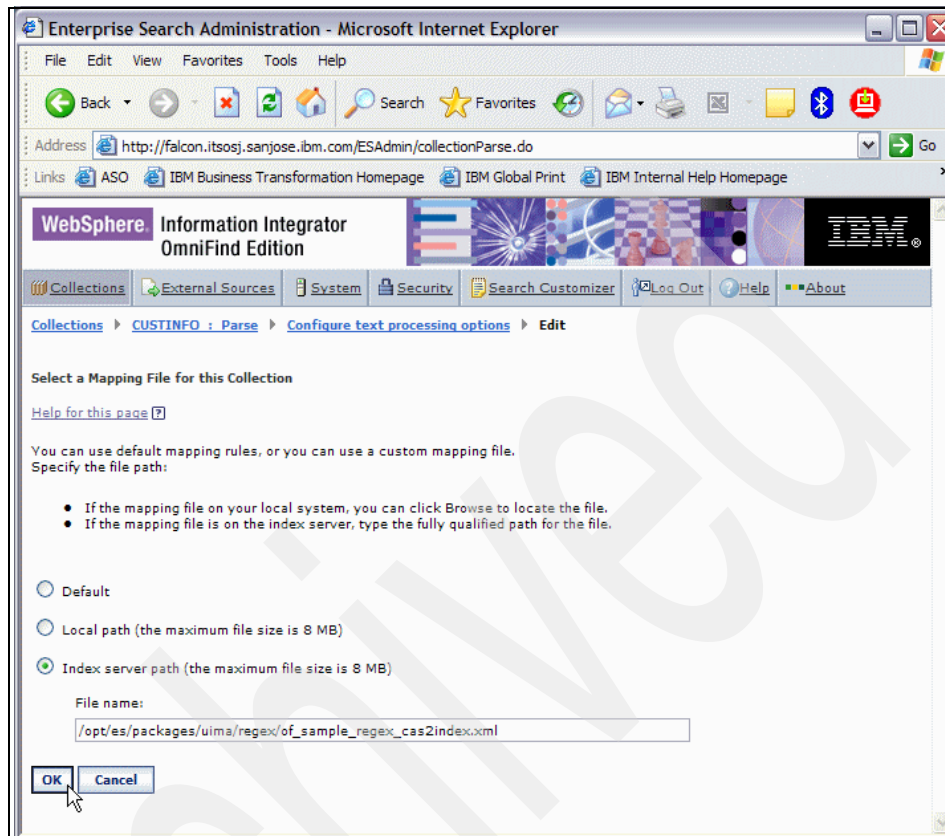 Enterprise Search Administration - Microsoft Internet Explorer
File Edit View Favorites Tools Help
Back Search Favorites
Address http://falcon.itsosj.sanjose.ibm.com/ESAdmin/collectionParse.do Go
Links ASO IBM Business Transformation Homepage IBM Global Print IBM Internal Help Homepage »
WebSphere. Information Integrator
OmniFind Edition
IBM®
Collections External Sources System Security Search Customizer Log Out Help About
Collections CUSTINFO : Parse Configure text processing options Edit
Select a Mapping File for this Collection
Help for this page ?
You can use default mapping rules, or you can use a custom mapping file.
Specify the file path:
• If the mapping file on your local system, you can click Browse to locate the file.
• If the mapping file is on the index server, type the fully qualified path for the file.
Default
Local path (the maximum file size is 8 MB)
Index server path (the maximum file size is 8 MB)
File name:
/opt/es/packages/uima/regex/of_sample_regex_cas2index.xml
OK Cancel